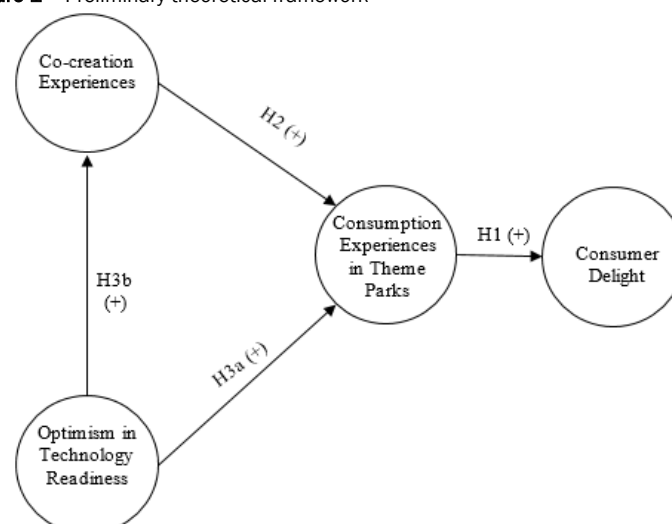 2 Preliminary theoretical framework
Co-creation
Experiences
H2 (+)
Consumption
Experiences
in Theme
Parks
H1 (+)
Consumer
Delight
H3b
(+)
H3a (+)
Optimism in
Technology
Readiness